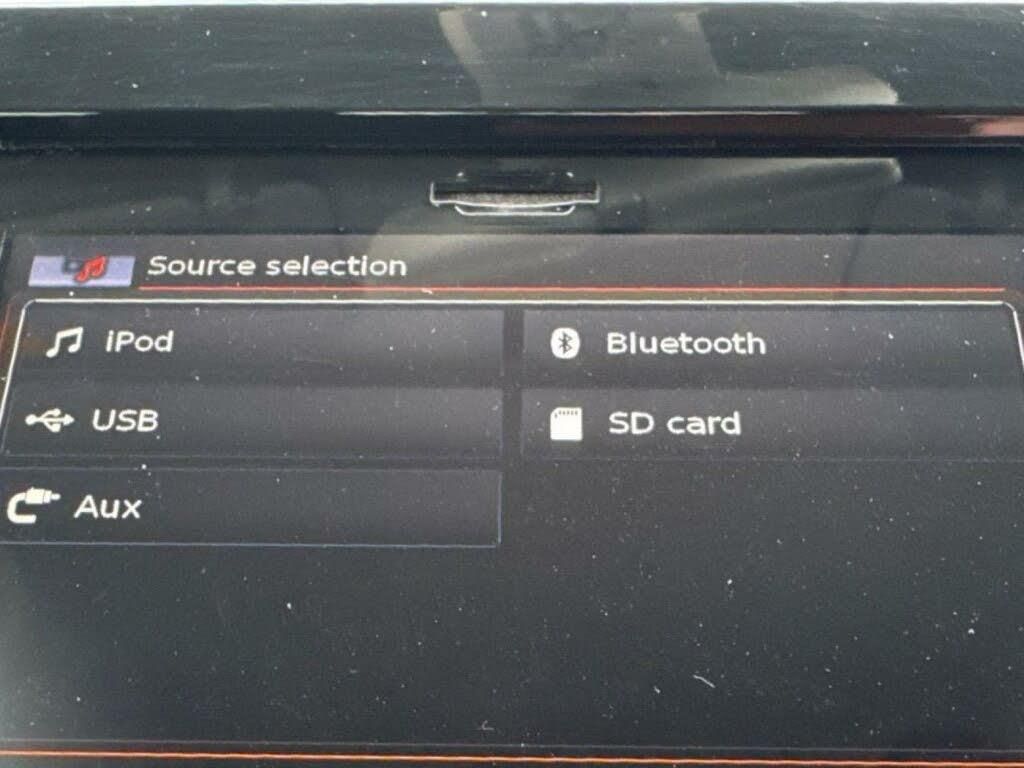 Source selection
iPod
Bluetooth
USB
SD card
Aux